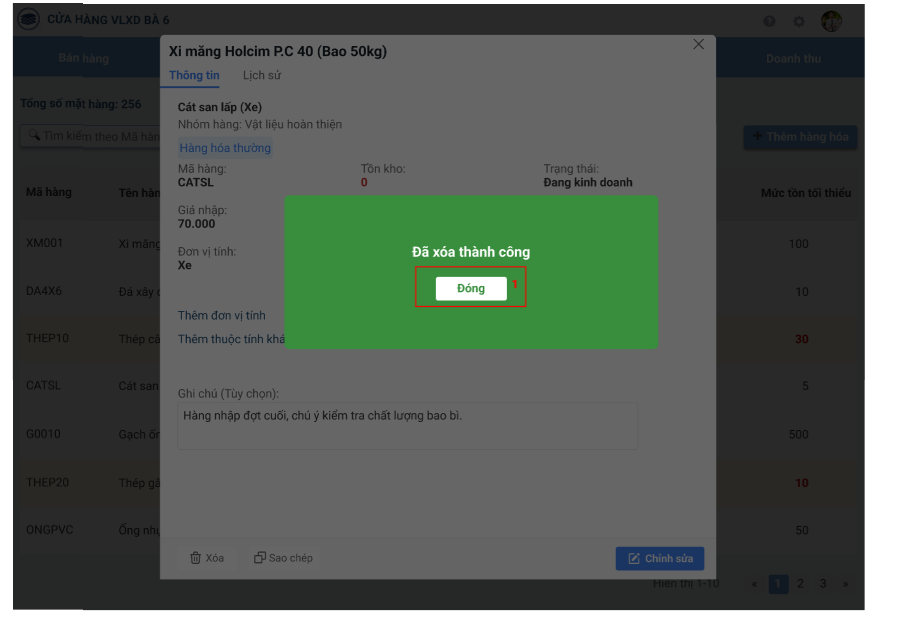 CỬA HÀNG VLXD BÀ 6
Bán hàng
Doanh thu
Xi măng Holcim P.C 40 (Bao 50kg)
Thông tin Lịch sử
Tổng số mặt hàng: 256
Cát san lấp (Xe)
Nhóm hàng: Vật liệu hoàn thiện
Tìm kiếm theo Mã hàn
+ Thêm hàng hóa
Hàng hóa thường
Mã hàng: Tồn kho: Trạng thái:
CATSL 0 Đang kinh doanh
Mã hàng Tên hàn Mức tồn tối thiểu
Giá nhập:
70.000
XM001 Xi măng 100
Đơn vị tính:
Xe
Đã xóa thành công
Đóng 1
DA4X6 Đá xây 10
Thêm đơn vị tính
Thêm thuộc tính khá
THEP10 Thép câ 30
CATSL Cát san 5
Ghi chú (Tùy chọn):
Hàng nhập đợt cuối, chú ý kiểm tra chất lượng bao bì.
G0010 Gạch ốn 500
THEP20 Thép gâ 10
ONGPVC Ống nhự 50
Xóa Sao chép Chỉnh sửa
Hiển thị 1-10 « 1 2 3 »